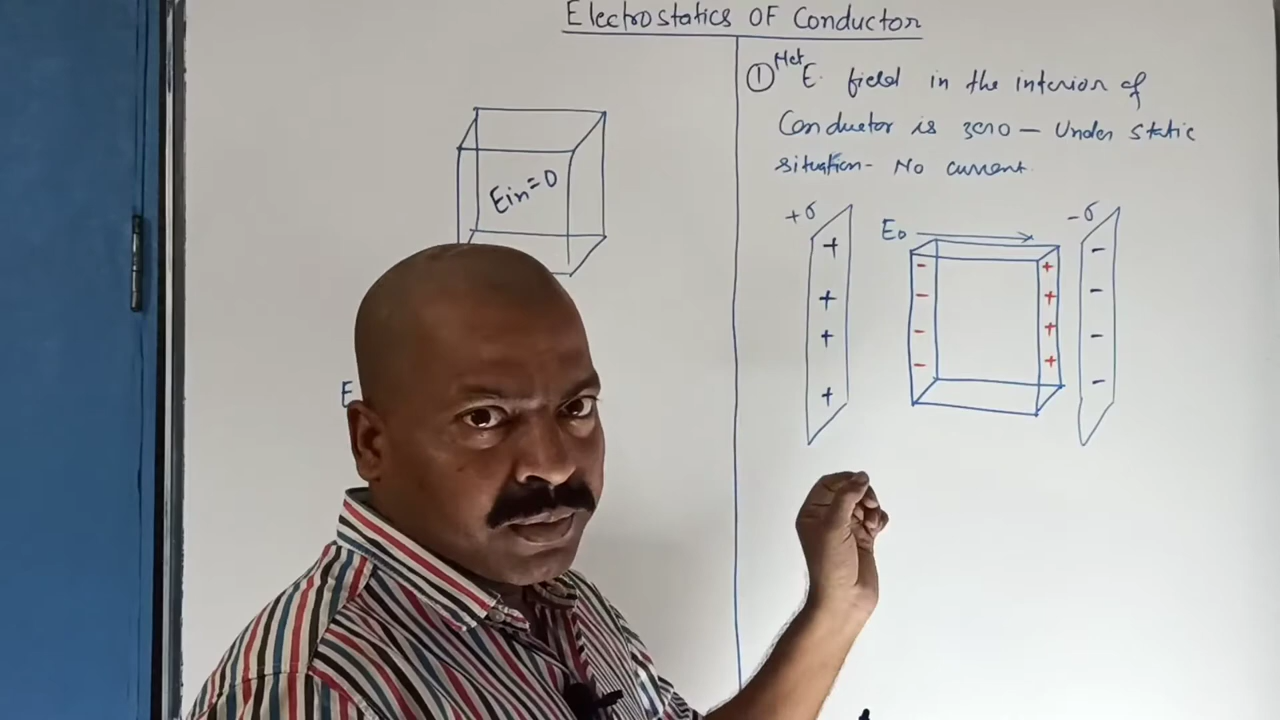 Electrostatics OF Conductor
① Net E. field in the interior of
Conductor is zero — Under static
situation - No current.
Ein = 0
+σ
E₀
-σ
+
+
+
+
-
-
-
-
+
+
+
+
-
-
-
-
E